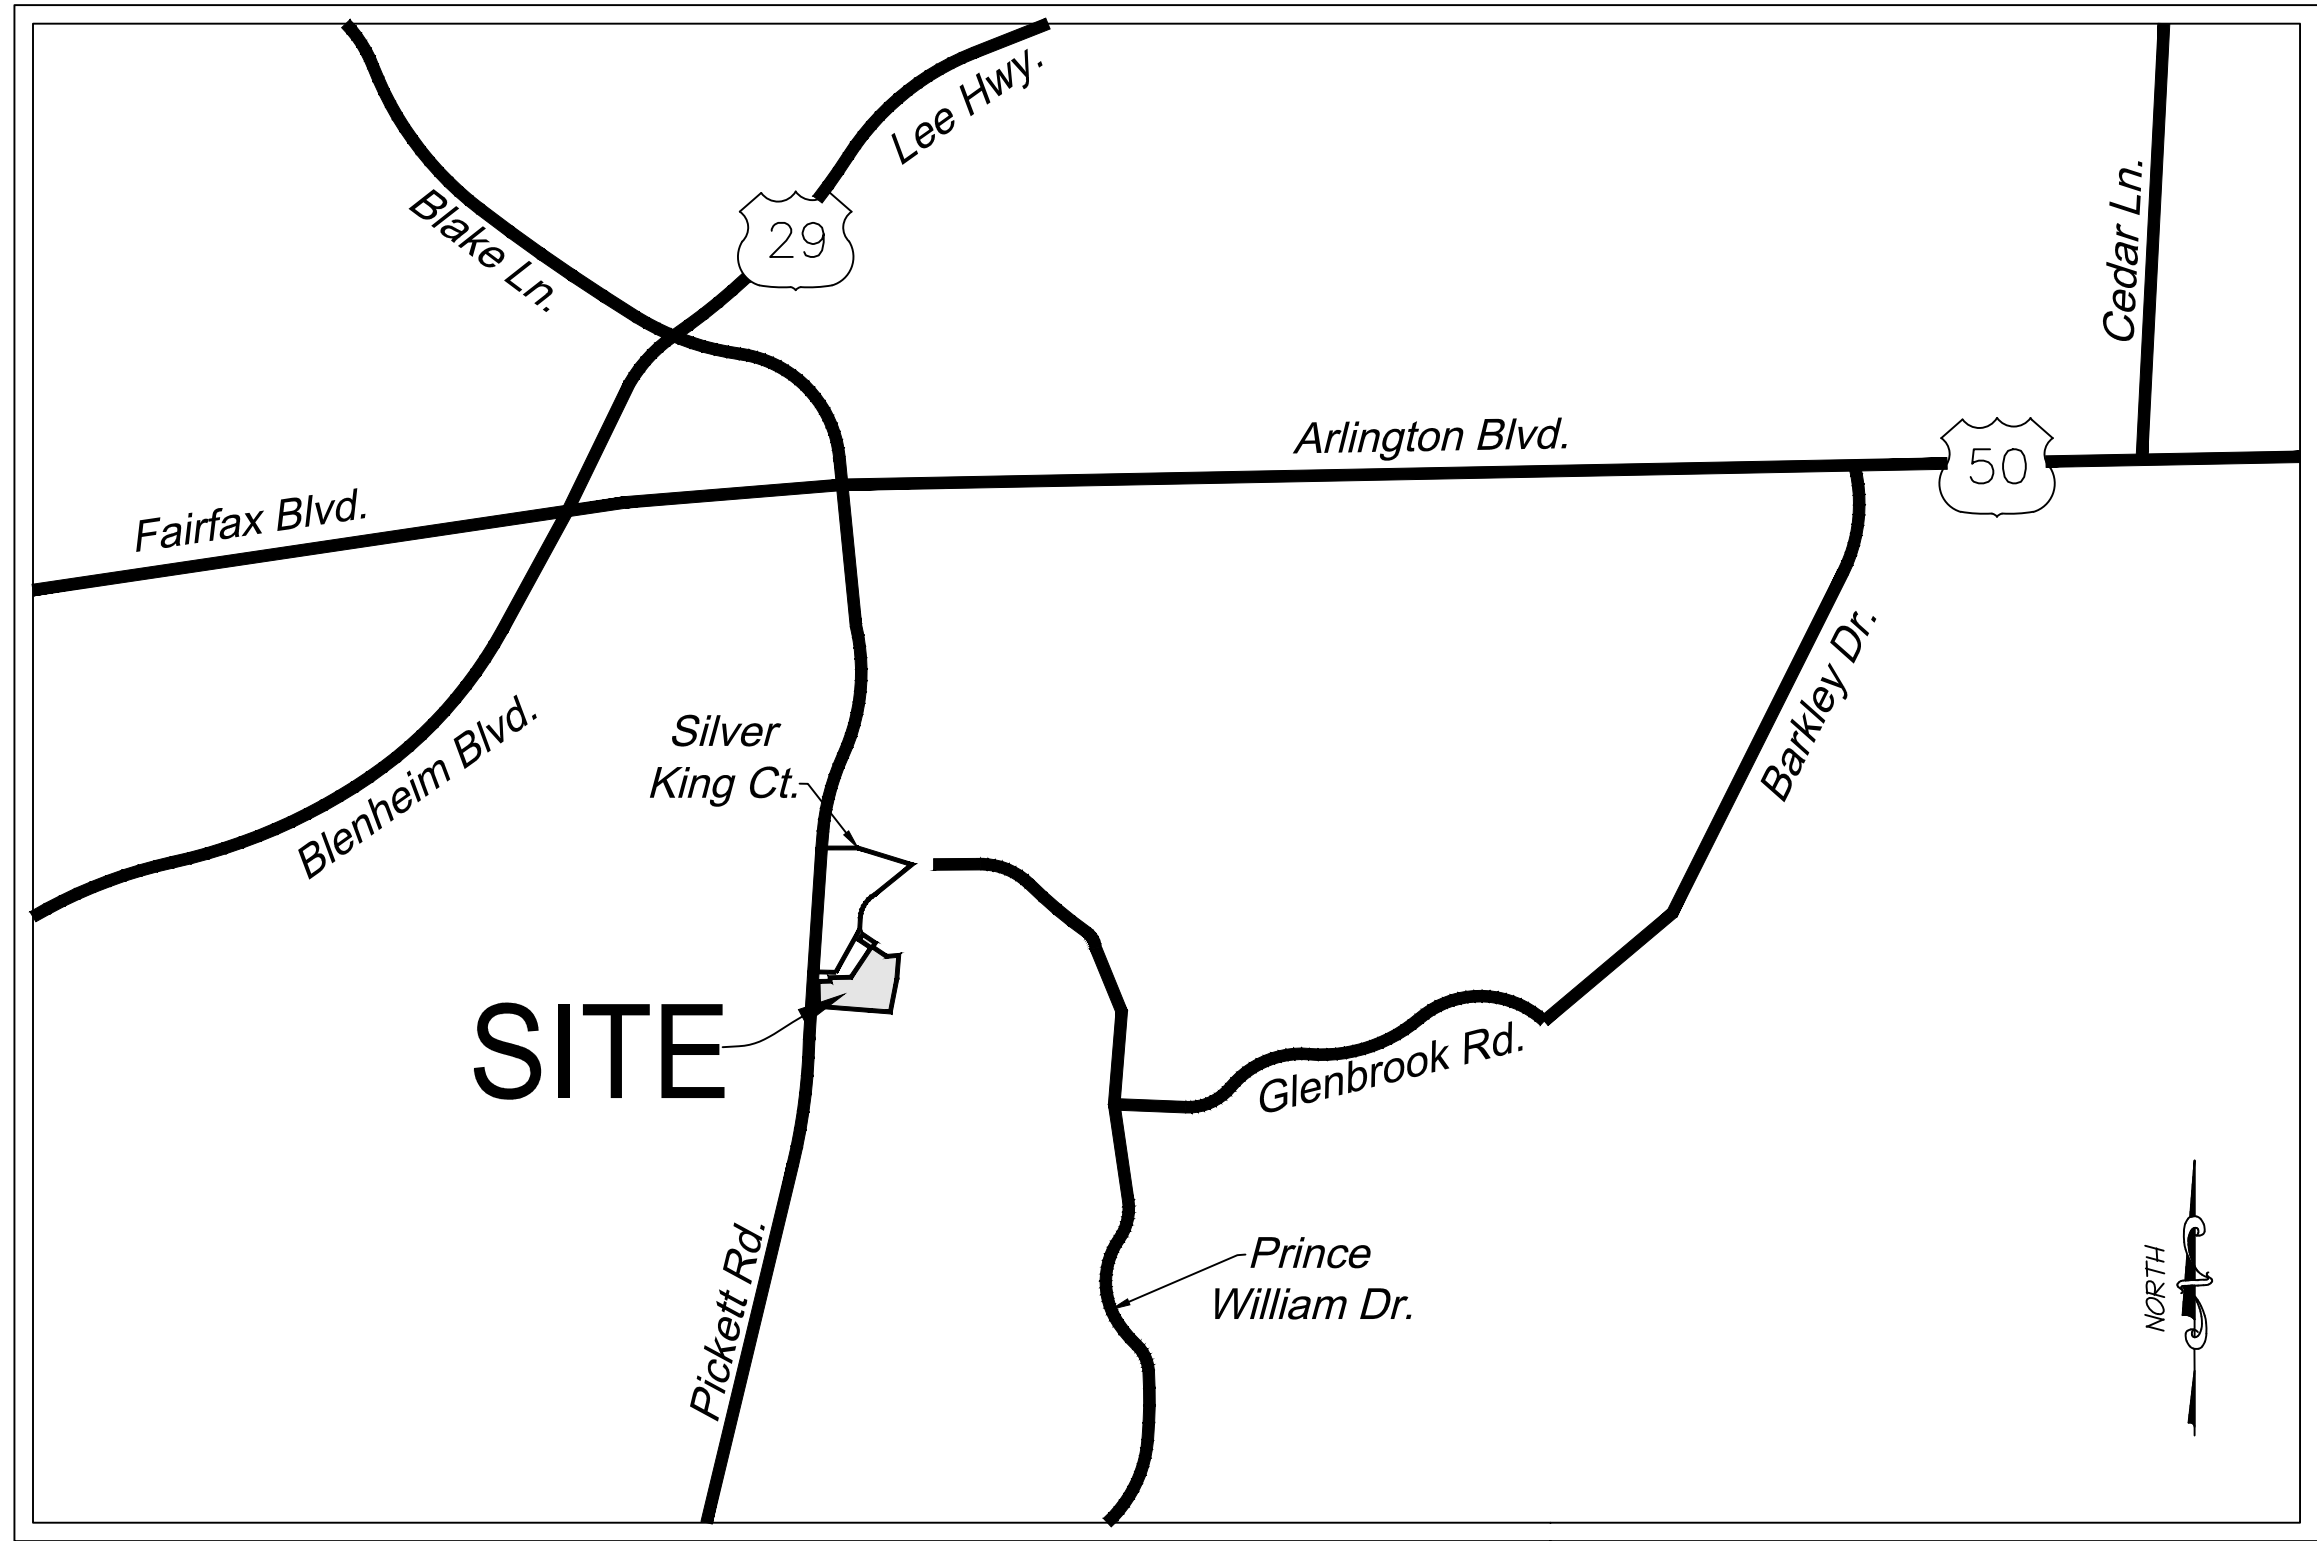 Lee Hwy.
Blake Ln.
29
Cedar Ln.
Arlington Blvd.
50
Fairfax Blvd.
Barkley Dr.
Silver
King Ct.
Blenheim Blvd.
SITE
Glenbrook Rd.
Pickett Rd.
Prince
William Dr.
NORTH